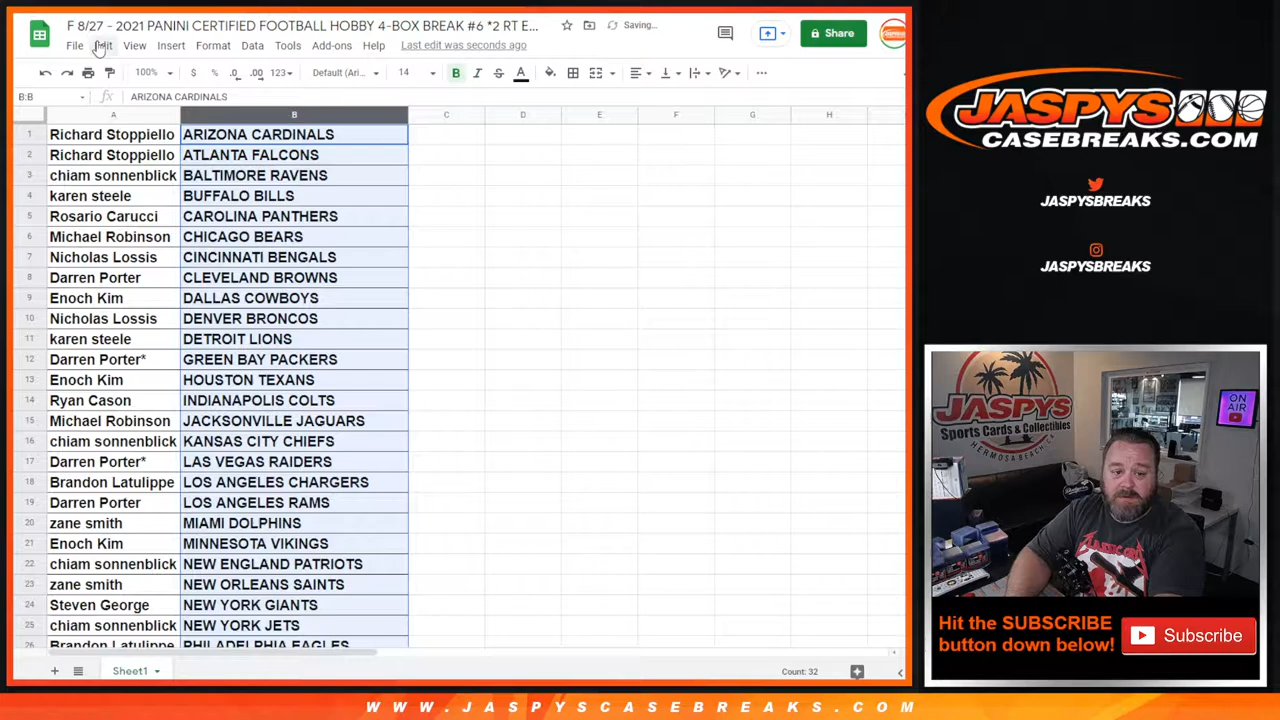 F 8/27 - 2021 PANINI CERTIFIED FOOTBALL HOBBY 4-BOX BREAK #6 *2 RT E... Saving...
File Edit View Insert Format Data Tools Add-ons Help Last edit was seconds ago
Share
100% $ % .0 .00 123 Default (Ari... 14 B I S A
B:B fx ARIZONA CARDINALS
A B C D E F G H
1 Richard Stoppiello ARIZONA CARDINALS
2 Richard Stoppiello ATLANTA FALCONS
3 chiam sonnenblick BALTIMORE RAVENS
4 karen steele BUFFALO BILLS
5 Rosario Carucci CAROLINA PANTHERS
6 Michael Robinson CHICAGO BEARS
7 Nicholas Lossis CINCINNATI BENGALS
8 Darren Porter CLEVELAND BROWNS
9 Enoch Kim DALLAS COWBOYS
10 Nicholas Lossis DENVER BRONCOS
11 karen steele DETROIT LIONS
12 Darren Porter* GREEN BAY PACKERS
13 Enoch Kim HOUSTON TEXANS
14 Ryan Cason INDIANAPOLIS COLTS
15 Michael Robinson JACKSONVILLE JAGUARS
16 chiam sonnenblick KANSAS CITY CHIEFS
17 Darren Porter* LAS VEGAS RAIDERS
18 Brandon Latulippe LOS ANGELES CHARGERS
19 Darren Porter LOS ANGELES RAMS
20 zane smith MIAMI DOLPHINS
21 Enoch Kim MINNESOTA VIKINGS
22 chiam sonnenblick NEW ENGLAND PATRIOTS
23 zane smith NEW ORLEANS SAINTS
24 Steven George NEW YORK GIANTS
25 chiam sonnenblick NEW YORK JETS
26 Brandon Latulippe PHILADELPHIA EAGLES
Sheet1 Count: 32
JASPYS
CASEBREAKS.COM
JASPYSBREAKS
JASPYSBREAKS
JASPYS
Sports Cards & Collectibles
HERMOSA BEACH, CA
ON AIR
Hit the SUBSCRIBE
button down below!
Subscribe
WWW.JASPYSCASEBREAKS.COM